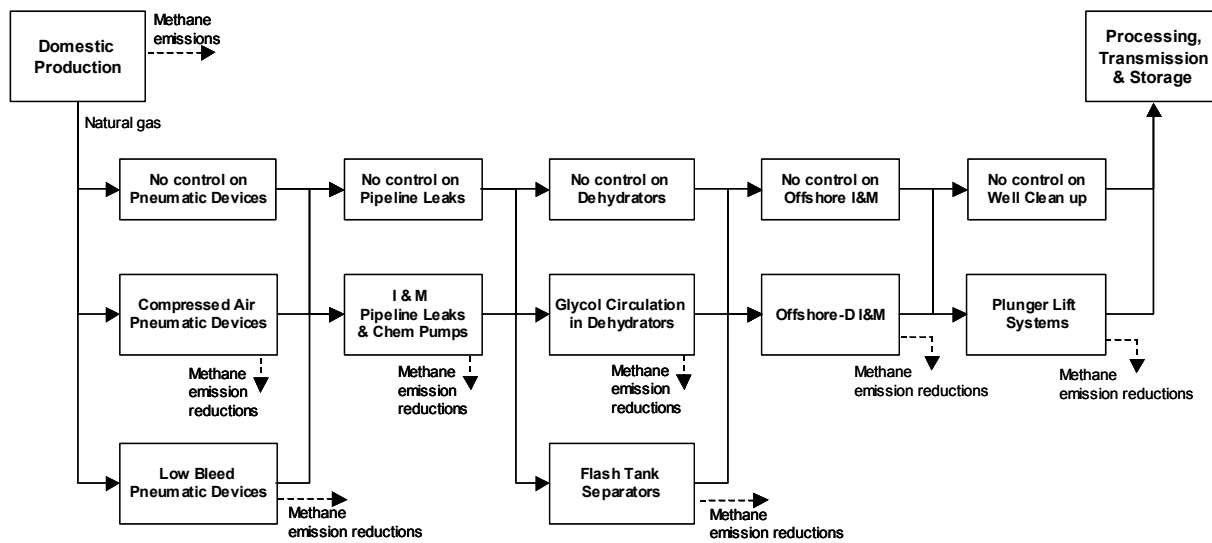 Methane
emissions
Domestic
Production
Processing,
Transmission
& Storage
Natural gas
No control on
Pneumatic Devices
No control on
Pipeline Leaks
No control on
Dehydrators
No control on
Offshore I&M
No control on
Well Clean up
Compressed Air
Pneumatic Devices
I & M
Pipeline Leaks
& Chem Pumps
Glycol Circulation
in Dehydrators
Offshore-D I&M
Plunger Lift
Systems
Methane
emission
reductions
Methane
emission
reductions
Methane
emission
reductions
Methane
emission reductions
Methane
emission reductions
Low Bleed
Pneumatic Devices
Flash Tank
Separators
Methane
emission reductions
Methane
emission reductions